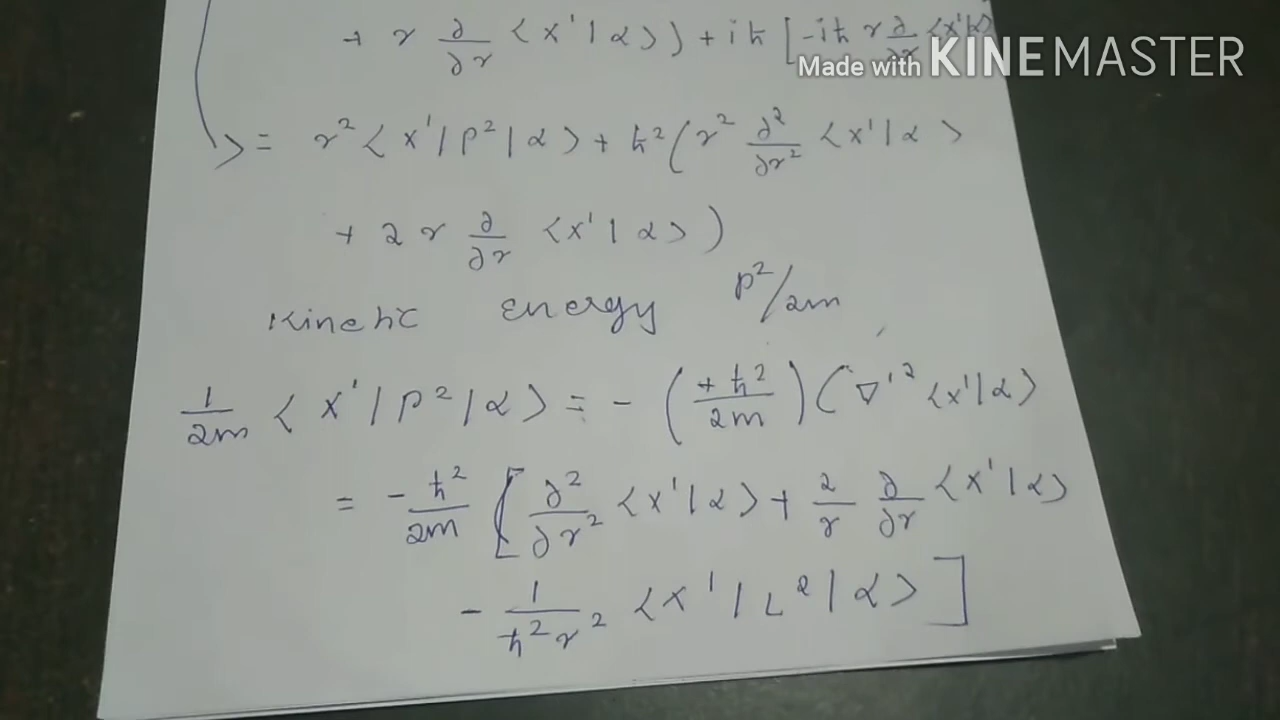 + r ∂/∂r <x'|α>) + iħ [-iħ r ∂/∂r <x'|α>
Made with KINEMASTER
= r² <x'|p²|α> + ħ² (r² ∂²/∂r² <x'|α>
+ 2r ∂/∂r <x'|α>)
Kinetic energy p²/2m
1/2m <x'|p²|α> = - (+ħ²/2m) (∇'² <x'|α>
= - ħ²/2m [∂²/∂r² <x'|α> + 2/r ∂/∂r <x'|α>
- 1/ħ²r² <x'|L²|α>]